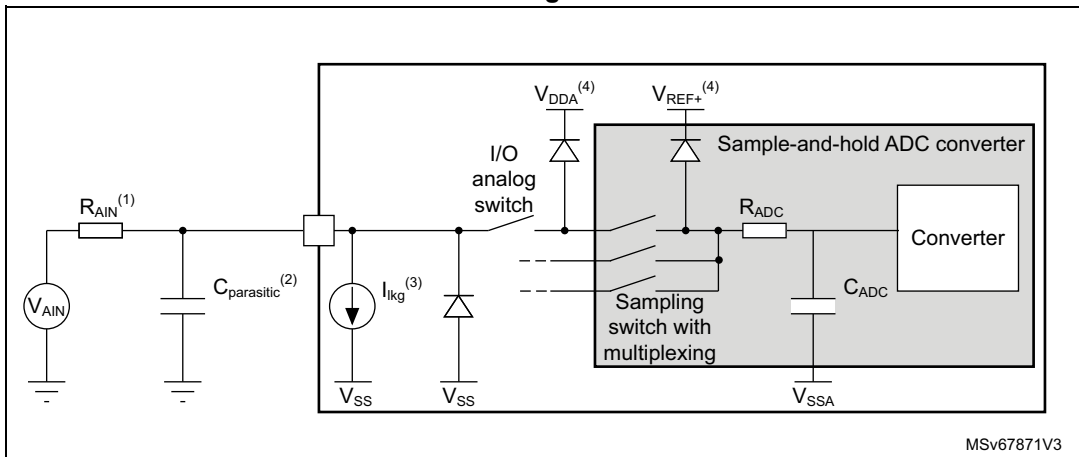 g
V_DDA^(4)
V_REF+^(4)
Sample-and-hold ADC converter
I/O
analog
switch
R_AIN^(1)
R_ADC
Converter
C_parasitic^(2)
I_lkg^(3)
C_ADC
V_AIN
Sampling
switch with
multiplexing
V_SS
V_SS
V_SSA
MSv67871V3